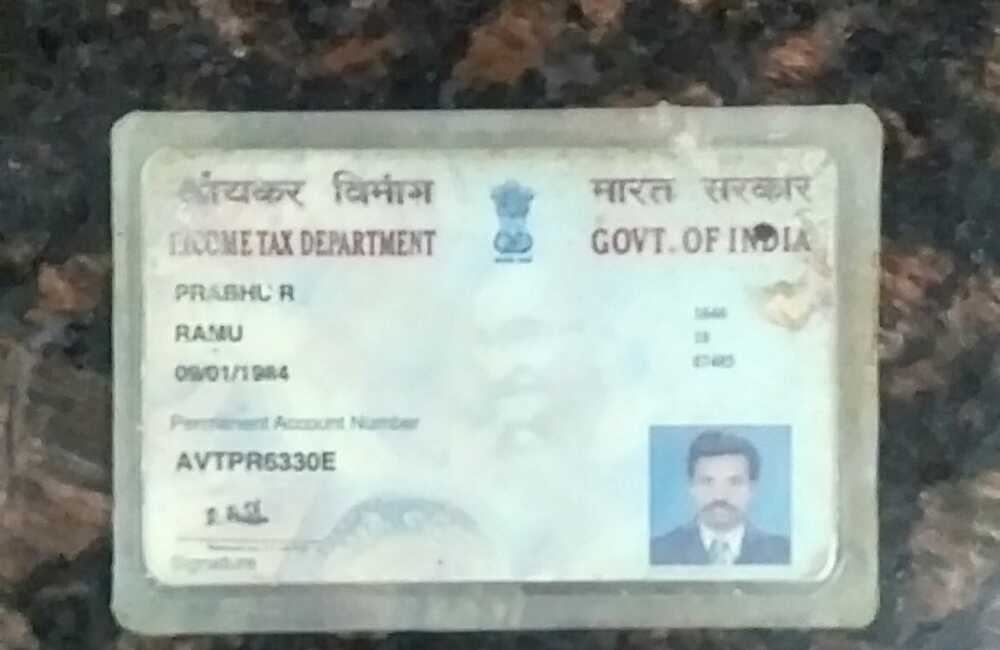 आयकर विभाग
भारत सरकार
INCOME TAX DEPARTMENT
GOVT. OF INDIA
PRABHU R
RAMU
09/01/1984
Permanent Account Number
AVTPR6330E
Signature